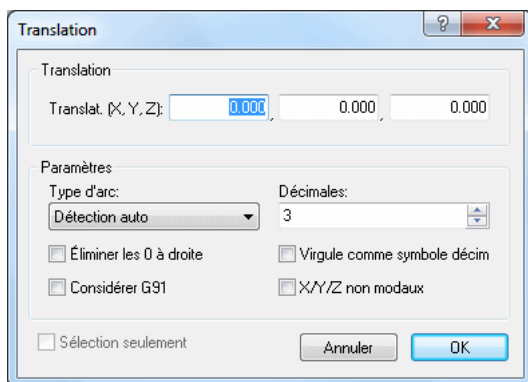 Translation
Translation
Translat. (X, Y, Z): 0.000, 0.000, 0.000
Paramètres
Type d'arc: Décimales:
Détection auto 3
Éliminer les 0 à droite Virgule comme symbole décim
Considérer G91 X/Y/Z non modaux
Sélection seulement Annuler OK